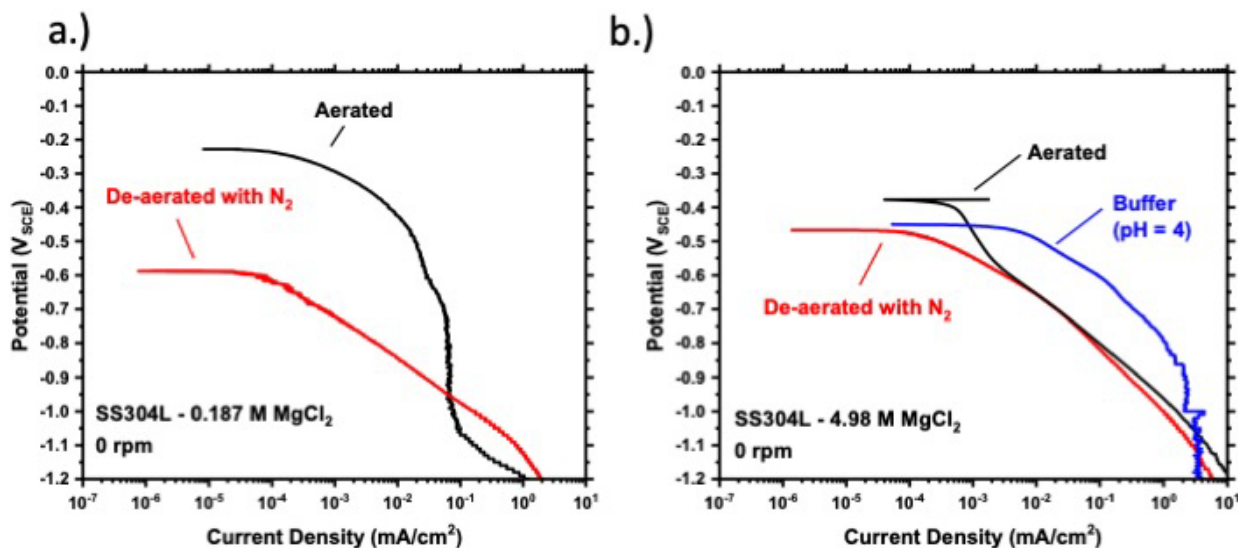 a.)
0.0
-0.1
-0.2
-0.3
-0.4
-0.5
-0.6
-0.7
-0.8
-0.9
-1.0
-1.1
-1.2
Potential (V_SCE)
Aerated
De-aerated with N₂
SS304L - 0.187 M MgCl₂
0 rpm
10⁻⁷ 10⁻⁶ 10⁻⁵ 10⁻⁴ 10⁻³ 10⁻² 10⁻¹ 10⁰ 10¹
Current Density (mA/cm²)
b.)
0.0
-0.1
-0.2
-0.3
-0.4
-0.5
-0.6
-0.7
-0.8
-0.9
-1.0
-1.1
-1.2
Potential (V_SCE)
Aerated
Buffer
(pH = 4)
De-aerated with N₂
SS304L - 4.98 M MgCl₂
0 rpm
10⁻⁷ 10⁻⁶ 10⁻⁵ 10⁻⁴ 10⁻³ 10⁻² 10⁻¹ 10⁰ 10¹
Current Density (mA/cm²)